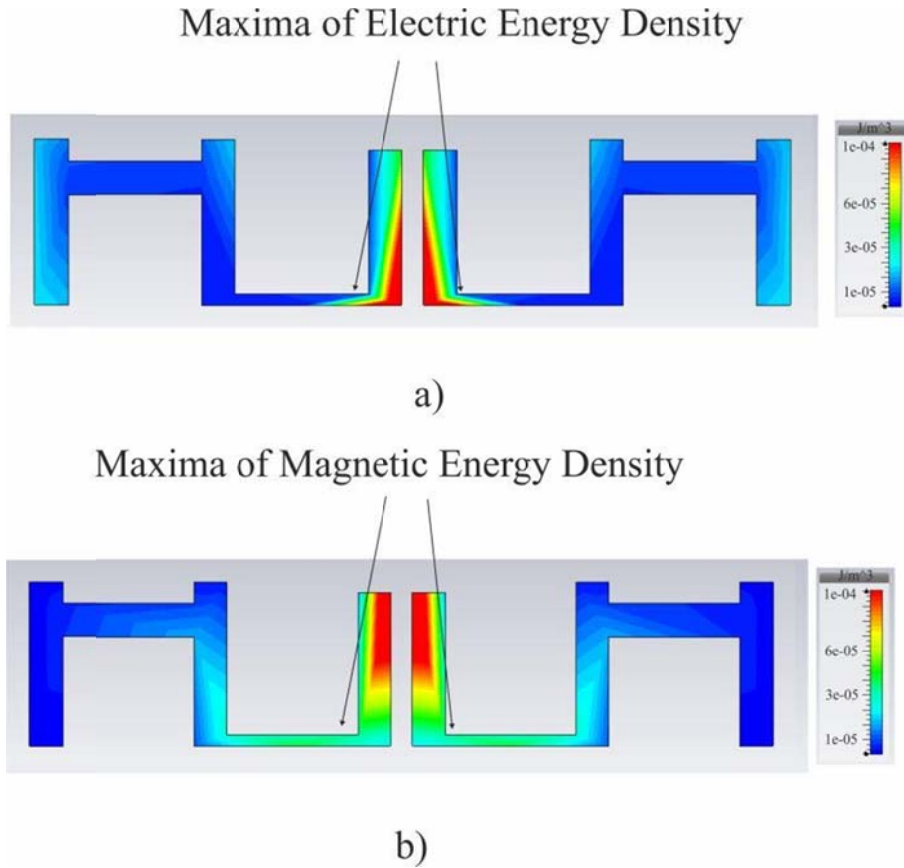 Maxima of Electric Energy Density
J/m^3
1e-04
6e-05
3e-05
1e-05
a)
Maxima of Magnetic Energy Density
J/m^3
1e-04
6e-05
3e-05
1e-05
b)